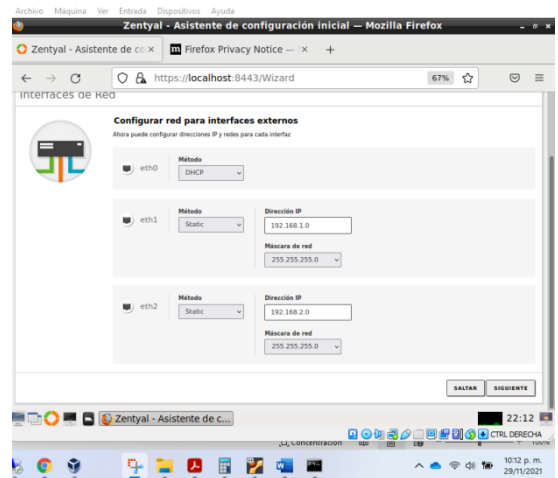 Archivo Máquina Ver Entrada Dispositivos Ayuda
Zentyal - Asistente de configuración inicial — Mozilla Firefox
Zentyal - Asistente de co × Firefox Privacy Notice — × +
https://localhost:8443/Wizard 67%
Interfaces de Red
Configurar red para interfaces externos
Ahora puede configurar direcciones IP y redes para cada interfaz
Método
eth0 DHCP
Método Dirección IP
eth1 Static 192.168.1.0
Máscara de red
255.255.255.0
Método Dirección IP
eth2 Static 192.168.2.0
Máscara de red
255.255.255.0
SALTAR SIGUIENTE
Zentyal - Asistente de c... 22:12
CTRL DERECHA
Concentración 100%
10:12 p. m.
29/11/2021